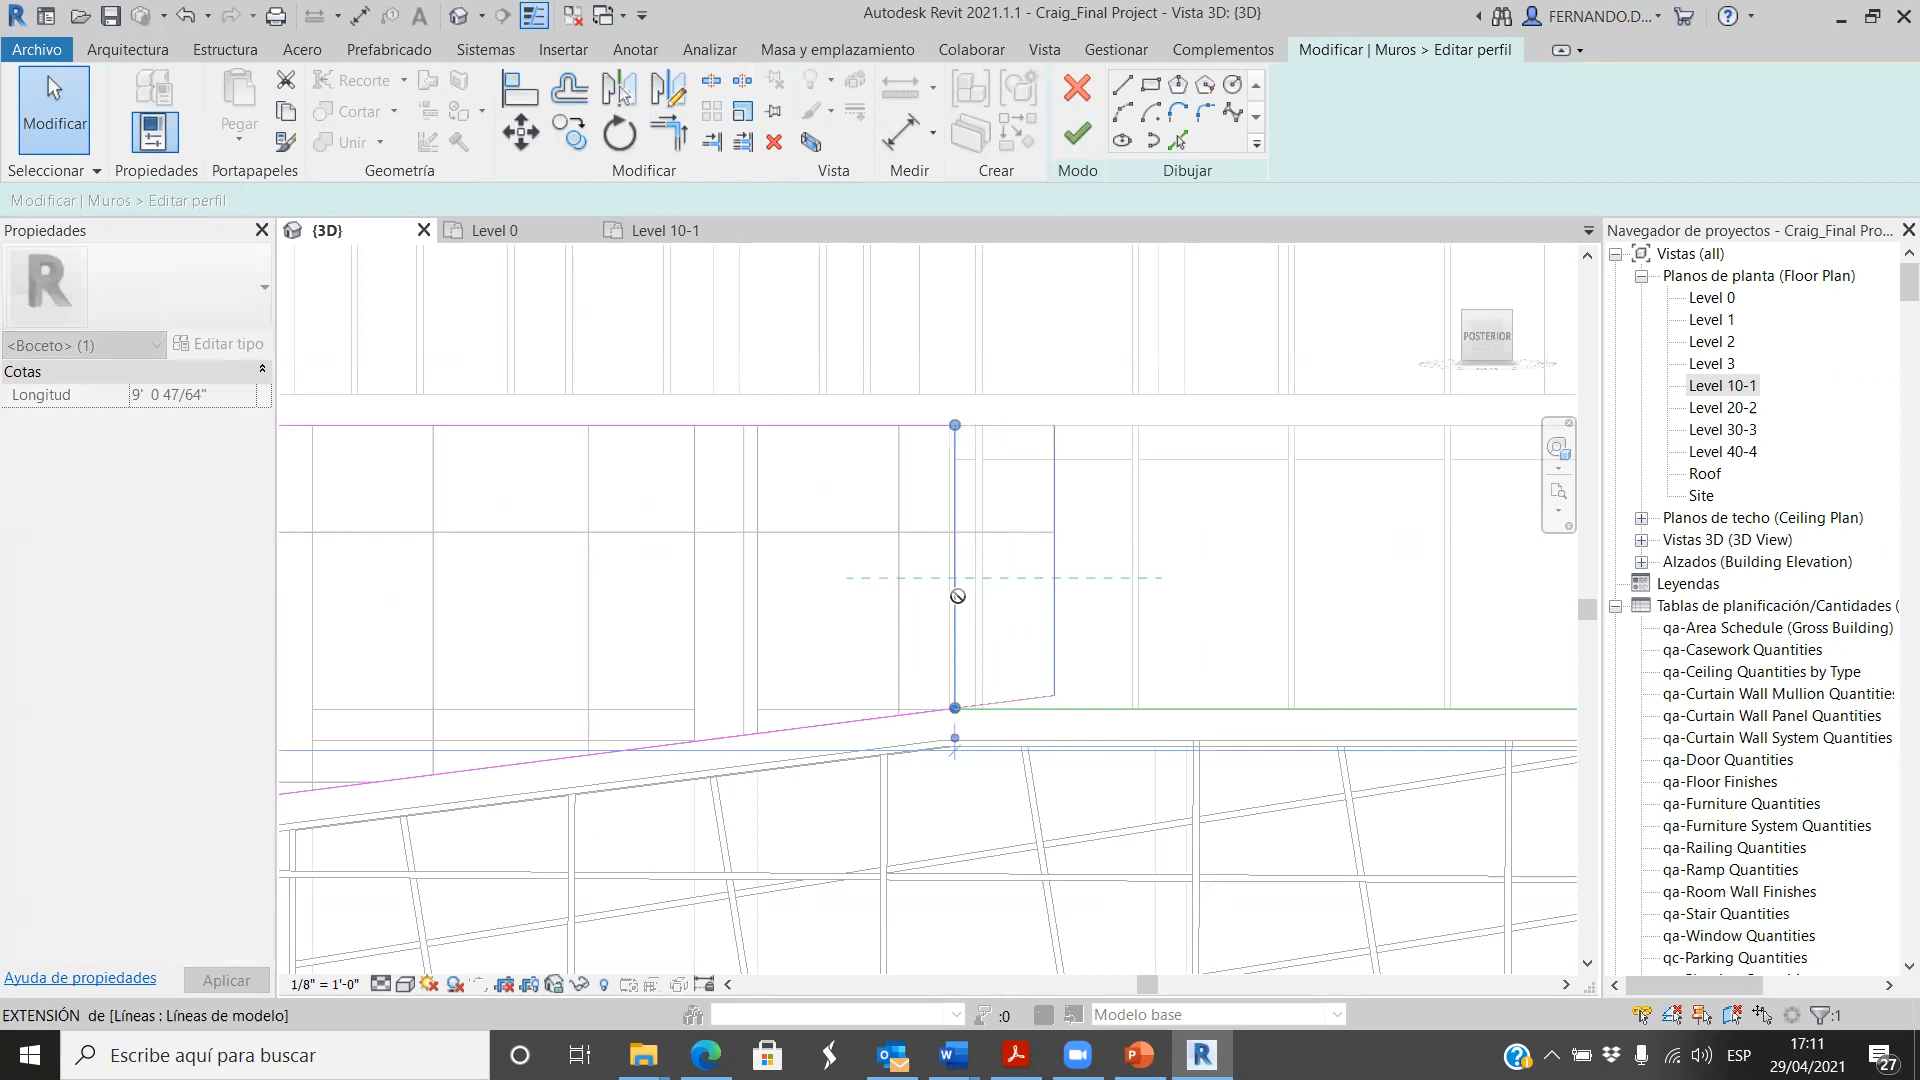 Autodesk Revit 2021.1.1 - Craig_Final Project - Vista 3D: {3D}
FERNANDO.D...
Archivo
Arquitectura
Estructura
Acero
Prefabricado
Sistemas
Insertar
Anotar
Analizar
Masa y emplazamiento
Colaborar
Vista
Gestionar
Complementos
Modificar | Muros > Editar perfil
Modificar
Pegar
Recorte
Cortar
Unir
Seleccionar
Propiedades
Portapapeles
Geometría
Modificar
Vista
Medir
Crear
Modo
Dibujar
Modificar | Muros > Editar perfil
Propiedades
{3D}
Level 0
Level 10-1
Navegador de proyectos - Craig_Final Pro...
R
<Boceto> (1)
Editar tipo
Cotas
Longitud
9' 0 47/64"
Ayuda de propiedades
Aplicar
POSTERIOR
Vistas (all)
Planos de planta (Floor Plan)
Level 0
Level 1
Level 2
Level 3
Level 10-1
Level 20-2
Level 30-3
Level 40-4
Roof
Site
Planos de techo (Ceiling Plan)
Vistas 3D (3D View)
Alzados (Building Elevation)
Leyendas
Tablas de planificación/Cantidades (
qa-Area Schedule (Gross Building)
qa-Casework Quantities
qa-Ceiling Quantities by Type
qa-Curtain Wall Mullion Quantitie
qa-Curtain Wall Panel Quantities
qa-Curtain Wall System Quantities
qa-Door Quantities
qa-Floor Finishes
qa-Furniture Quantities
qa-Furniture System Quantities
qa-Railing Quantities
qa-Ramp Quantities
qa-Room Wall Finishes
qa-Stair Quantities
qa-Window Quantities
qc-Parking Quantities
1/8" = 1'-0"
EXTENSIÓN de [Líneas : Líneas de modelo]
:0
Modelo base
:1
Escribe aquí para buscar
ESP
17:11
29/04/2021
27